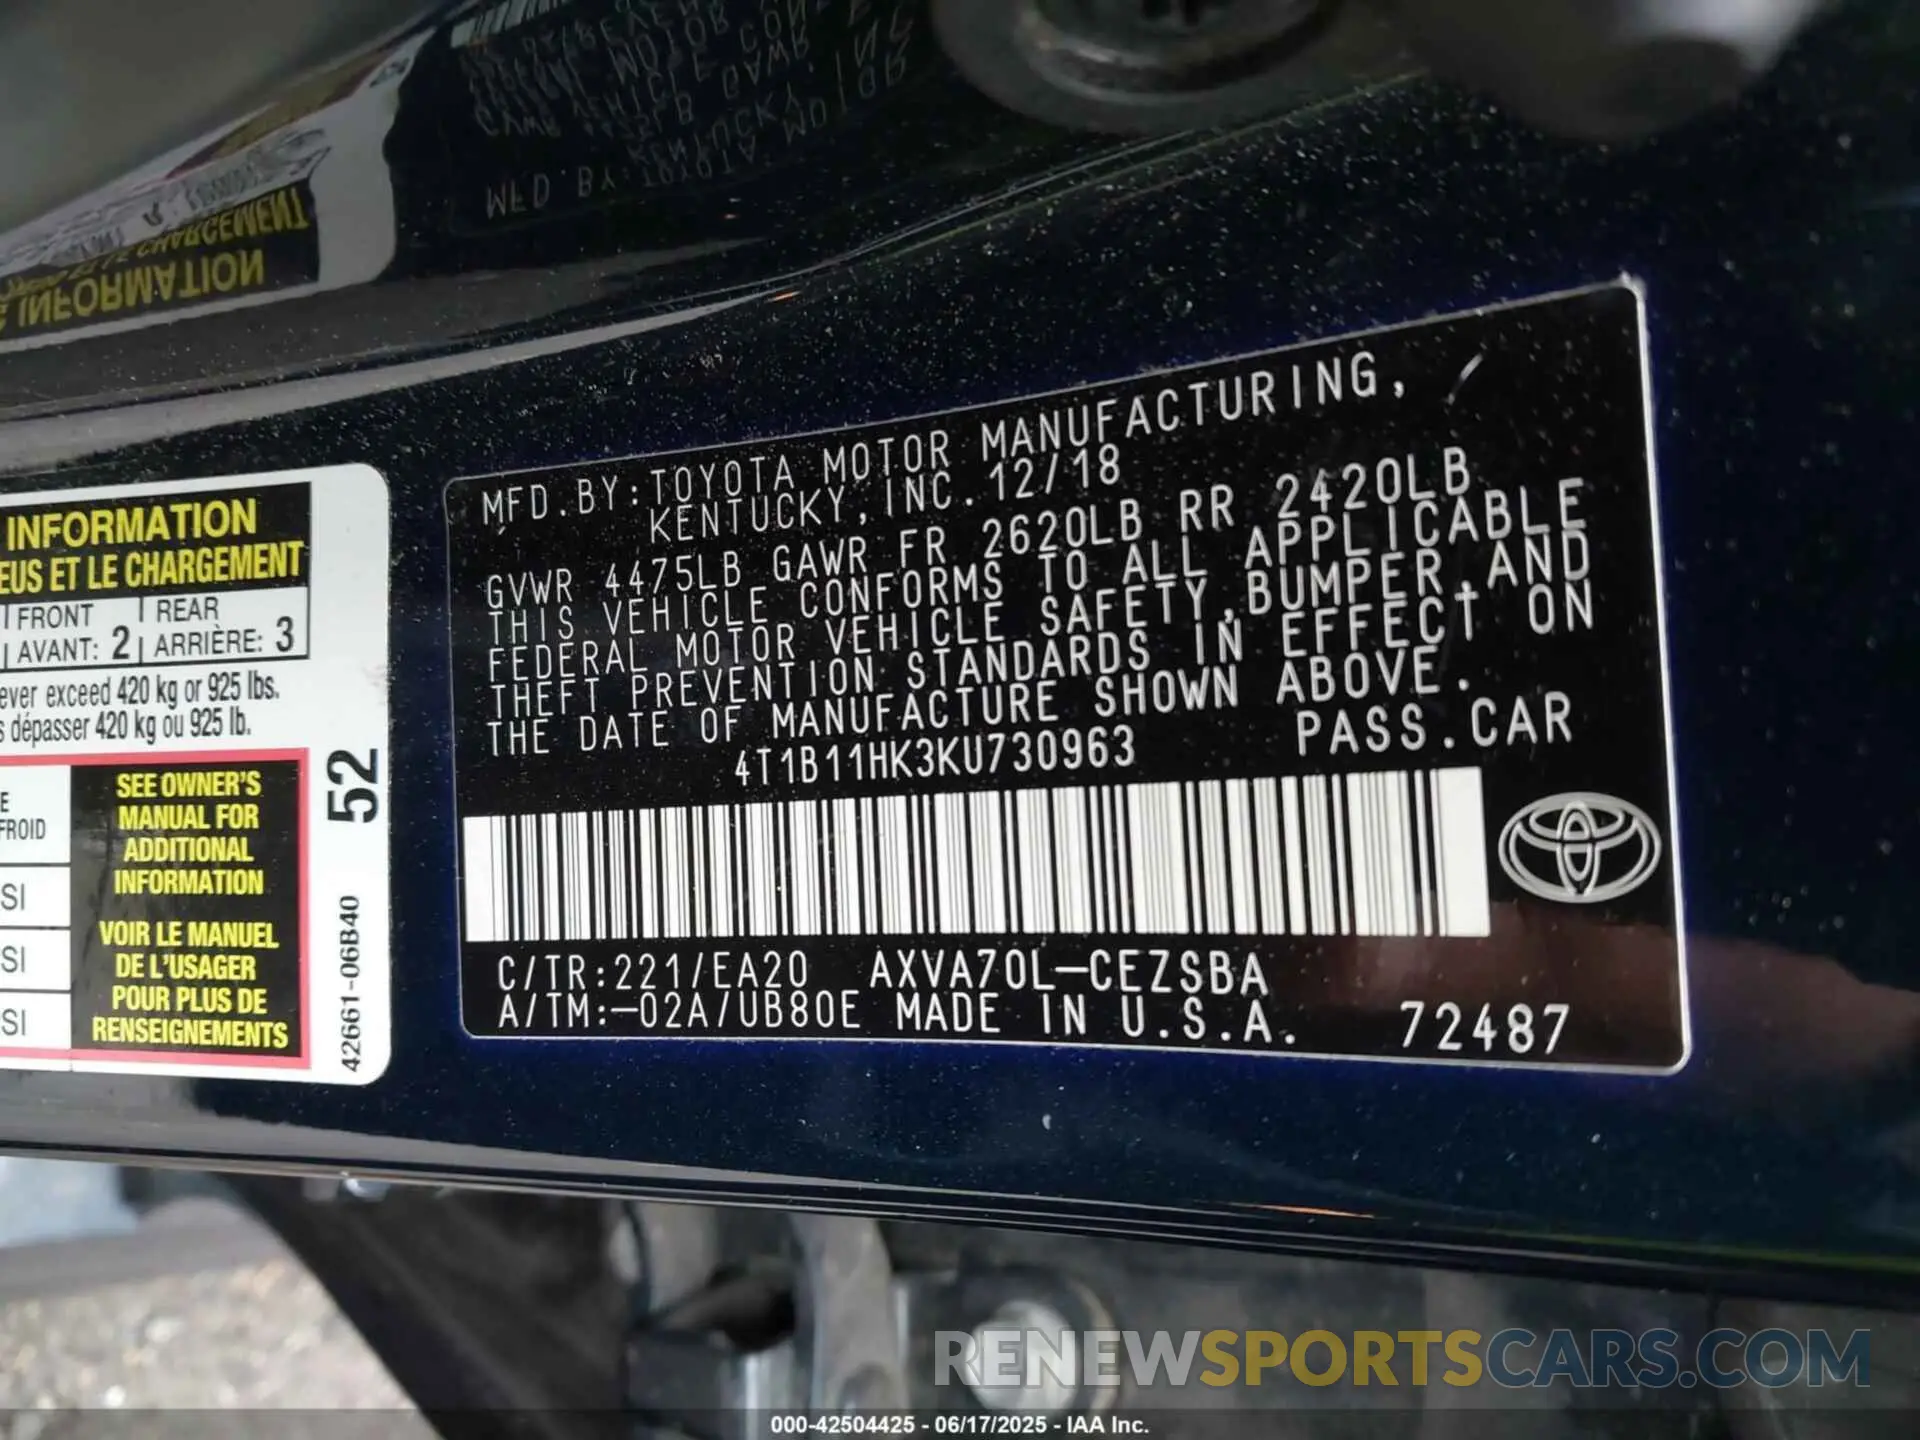 INFORMATION
EUS ET LE CHARGEMENT
FRONT REAR
AVANT: 2 ARRIÈRE: 3
ever exceed 420 kg or 925 lbs.
s dépasser 420 kg ou 925 lb.
E
FROID
SI
SI
SI
SEE OWNER'S
MANUAL FOR
ADDITIONAL
INFORMATION
VOIR LE MANUEL
DE L'USAGER
POUR PLUS DE
RENSEIGNEMENTS
52
42661-06B40
MFD.BY:TOYOTA MOTOR MANUFACTURING,
KENTUCKY,INC.12/18
GVWR 4475LB GAWR FR 2620LB RR 2420LB
THIS VEHICLE CONFORMS TO ALL APPLICABLE
FEDERAL MOTOR VEHICLE SAFETY,BUMPER,AND
THEFT PREVENTION STANDARDS IN EFFECT ON
THE DATE OF MANUFACTURE SHOWN ABOVE.
4T1B11HK3KU730963 PASS.CAR
C/TR:221/EA20 AXVA70L-CEZSBA
A/TM:-02A/UB80E MADE IN U.S.A. 72487
RENEWSPORTSCARS.COM
000-42504425 - 06/17/2025 - IAA Inc.